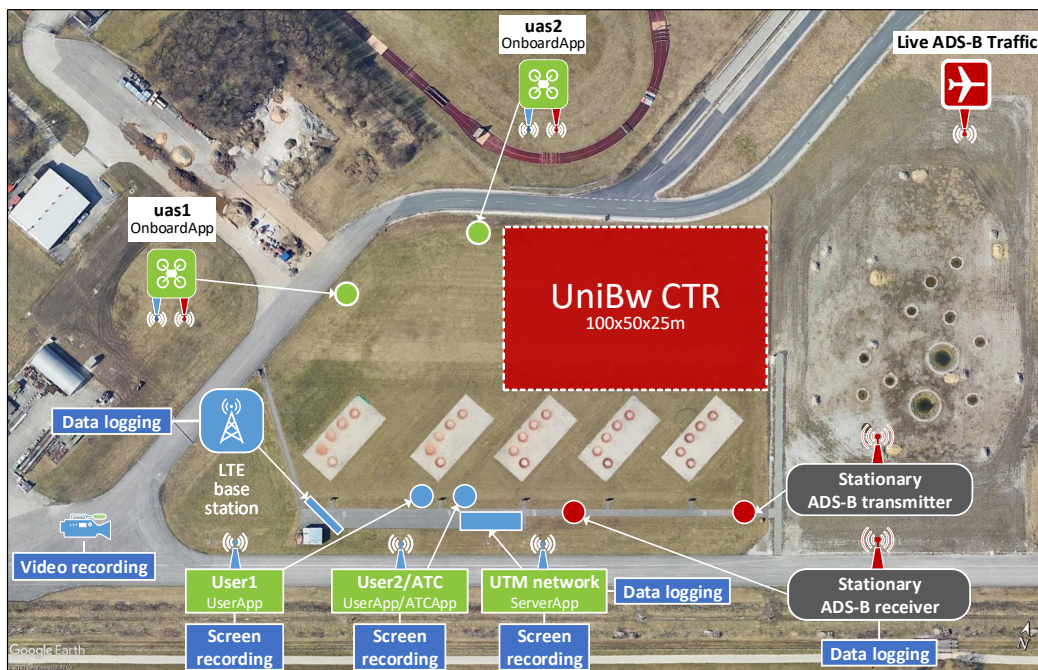 uas2
OnboardApp
Live ADS-B Traffic
uas1
OnboardApp
UniBw CTR
100x50x25m
Data logging
LTE
base
station
Stationary
ADS-B transmitter
Video recording
User1
UserApp
User2/ATC
UserApp/ATCApp
UTM network
ServerApp
Data logging
Stationary
ADS-B receiver
Screen
recording
Screen
recording
Screen
recording
Data logging
Google Earth
N